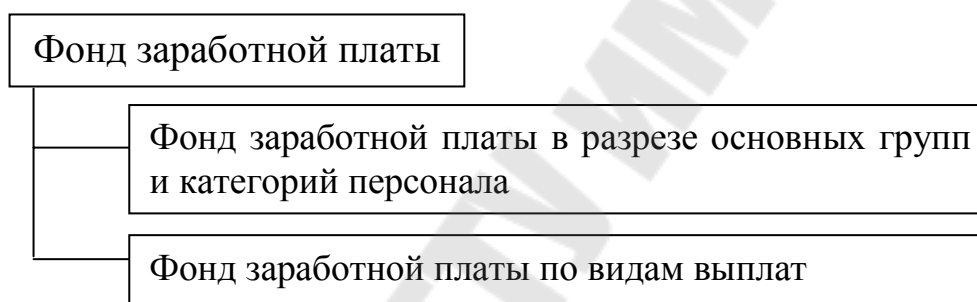 Фонд заработной платы
Фонд заработной платы в разрезе основных групп
и категорий персонала
Фонд заработной платы по видам выплат